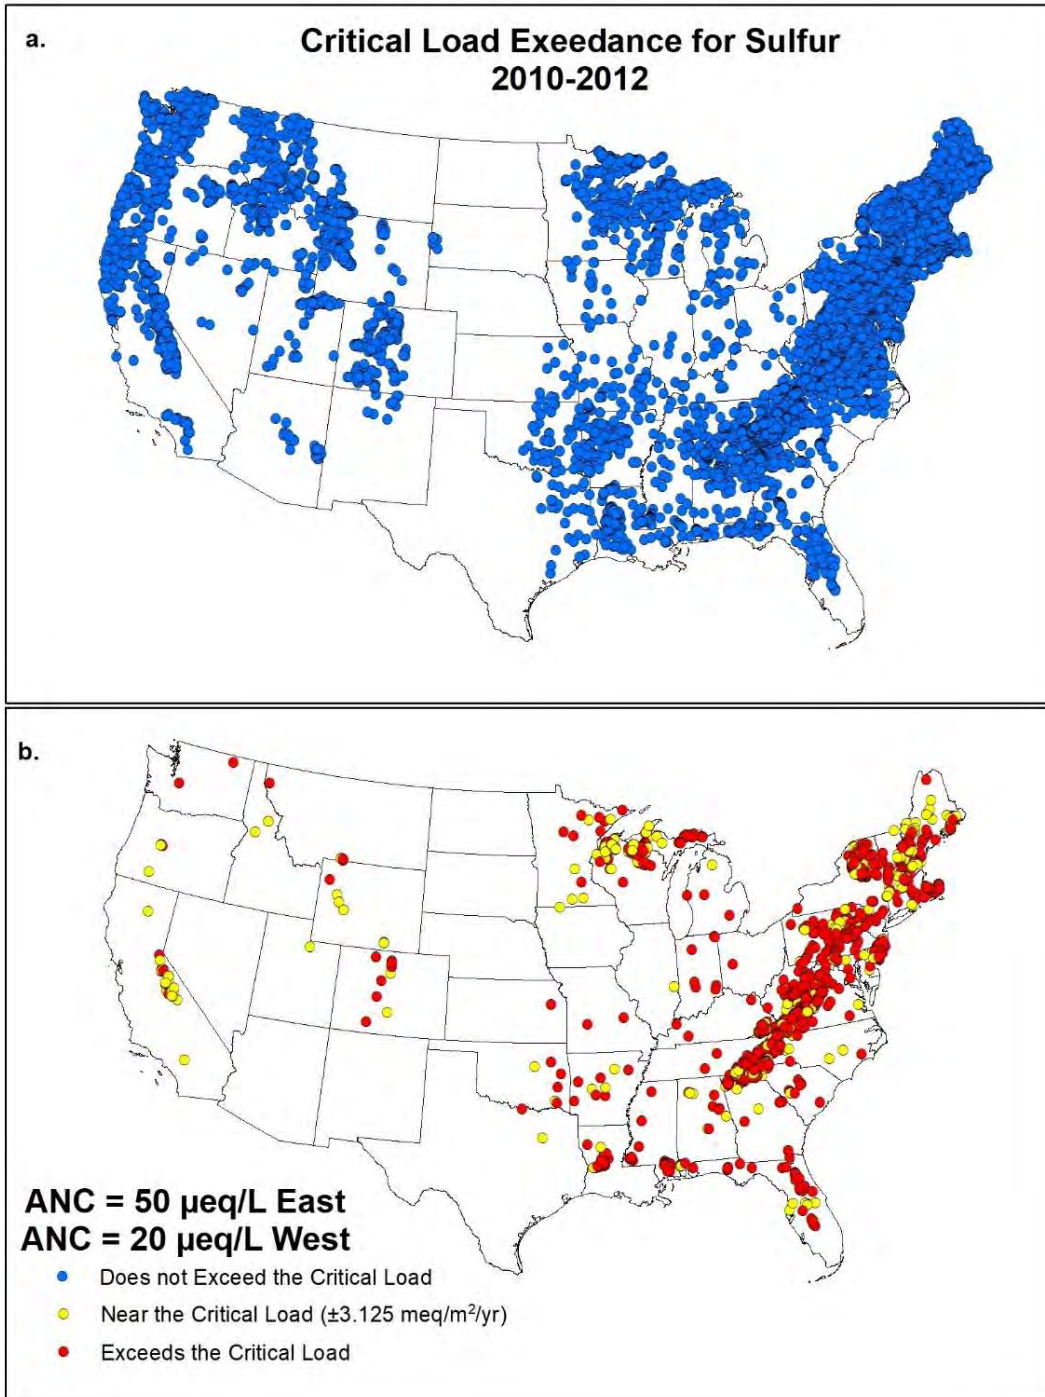 a.
Critical Load Exeedance for Sulfur
2010-2012
b.
ANC = 50 µeq/L East
ANC = 20 µeq/L West
Does not Exceed the Critical Load
Near the Critical Load (±3.125 meq/m²/yr)
Exceeds the Critical Load